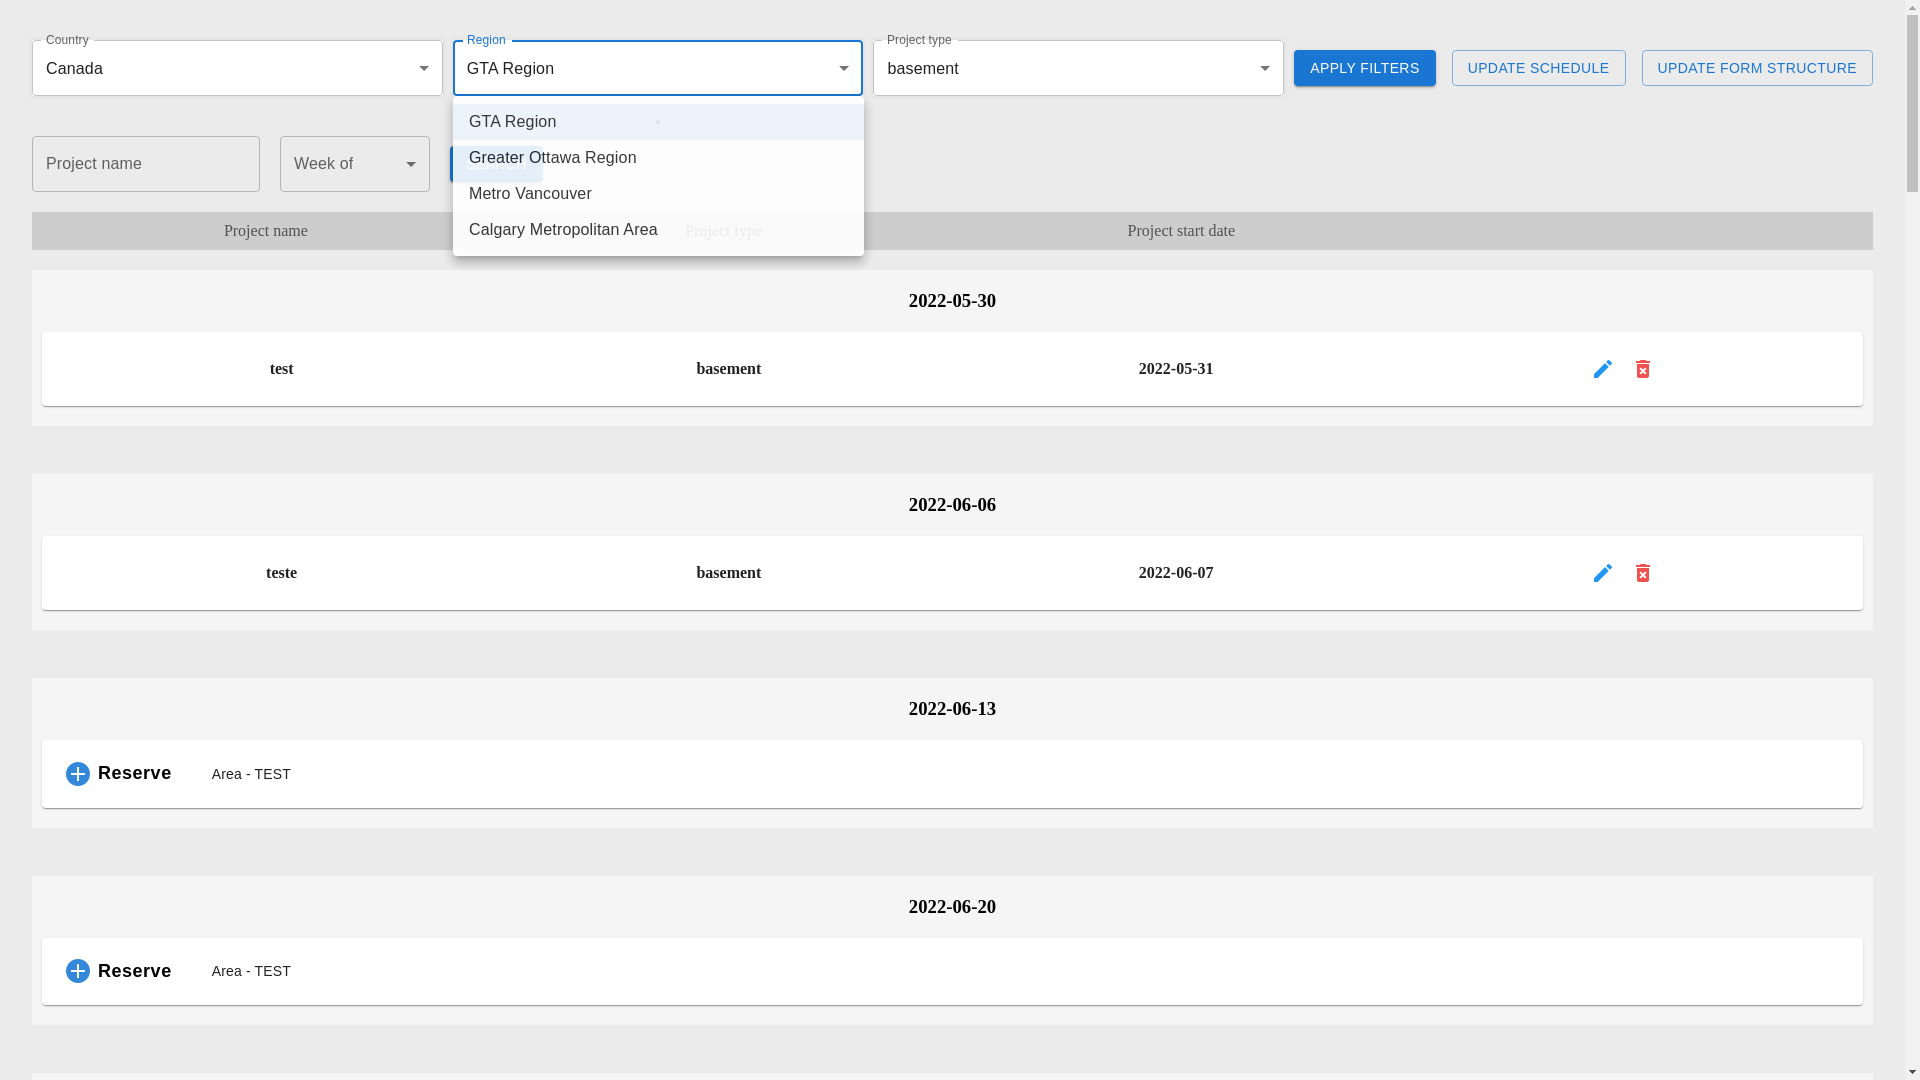 Country
Region
Project type
Canada
GTA Region
basement
APPLY FILTERS
UPDATE SCHEDULE
UPDATE FORM STRUCTURE
GTA Region
Greater Ottawa Region
Metro Vancouver
Calgary Metropolitan Area
Project name
Week of
Project name
Project type
Project start date
2022-05-30
test
basement
2022-05-31
2022-06-06
teste
basement
2022-06-07
2022-06-13
Reserve
Area - TEST
2022-06-20
Reserve
Area - TEST